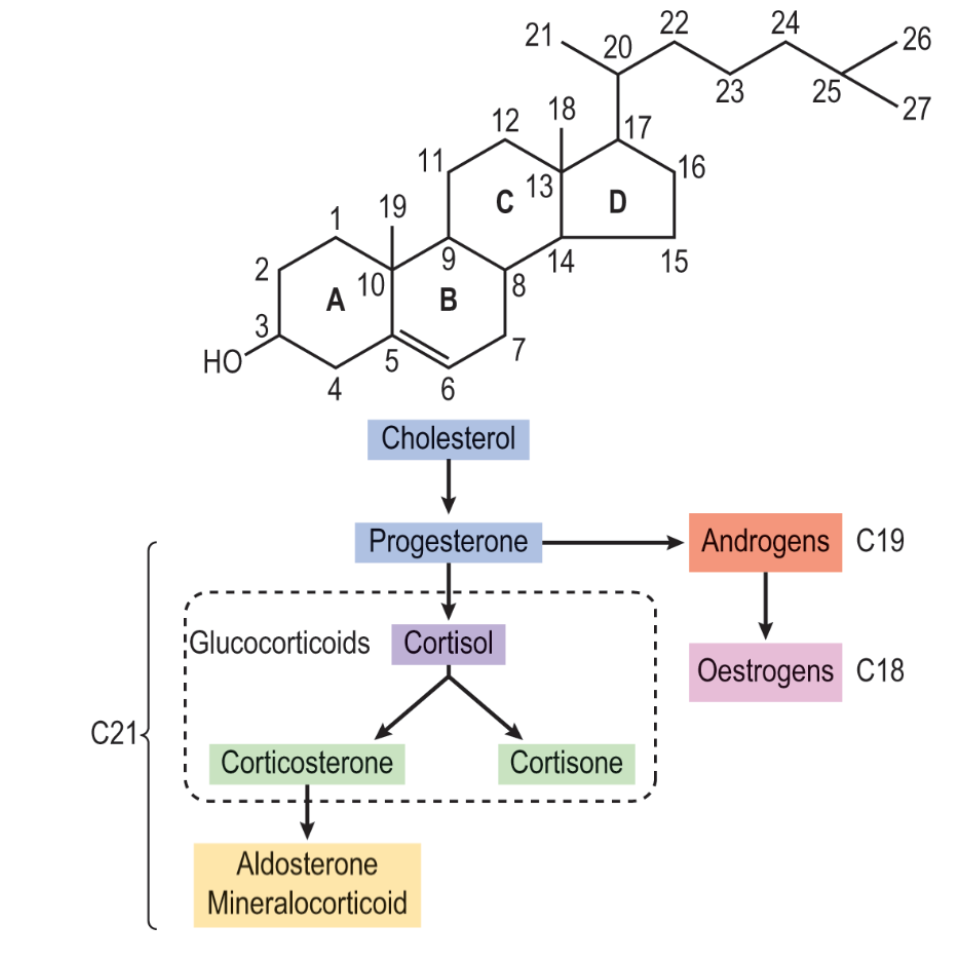 21
20
22
24
26
23
25
27
18
12
17
11
13
16
C
D
19
1
9
14
15
2
10
8
A
B
3
HO
5
7
4
6
Cholesterol
Progesterone
Androgens
C19
Glucocorticoids
Cortisol
Oestrogens
C18
C21
Corticosterone
Cortisone
Aldosterone
Mineralocorticoid